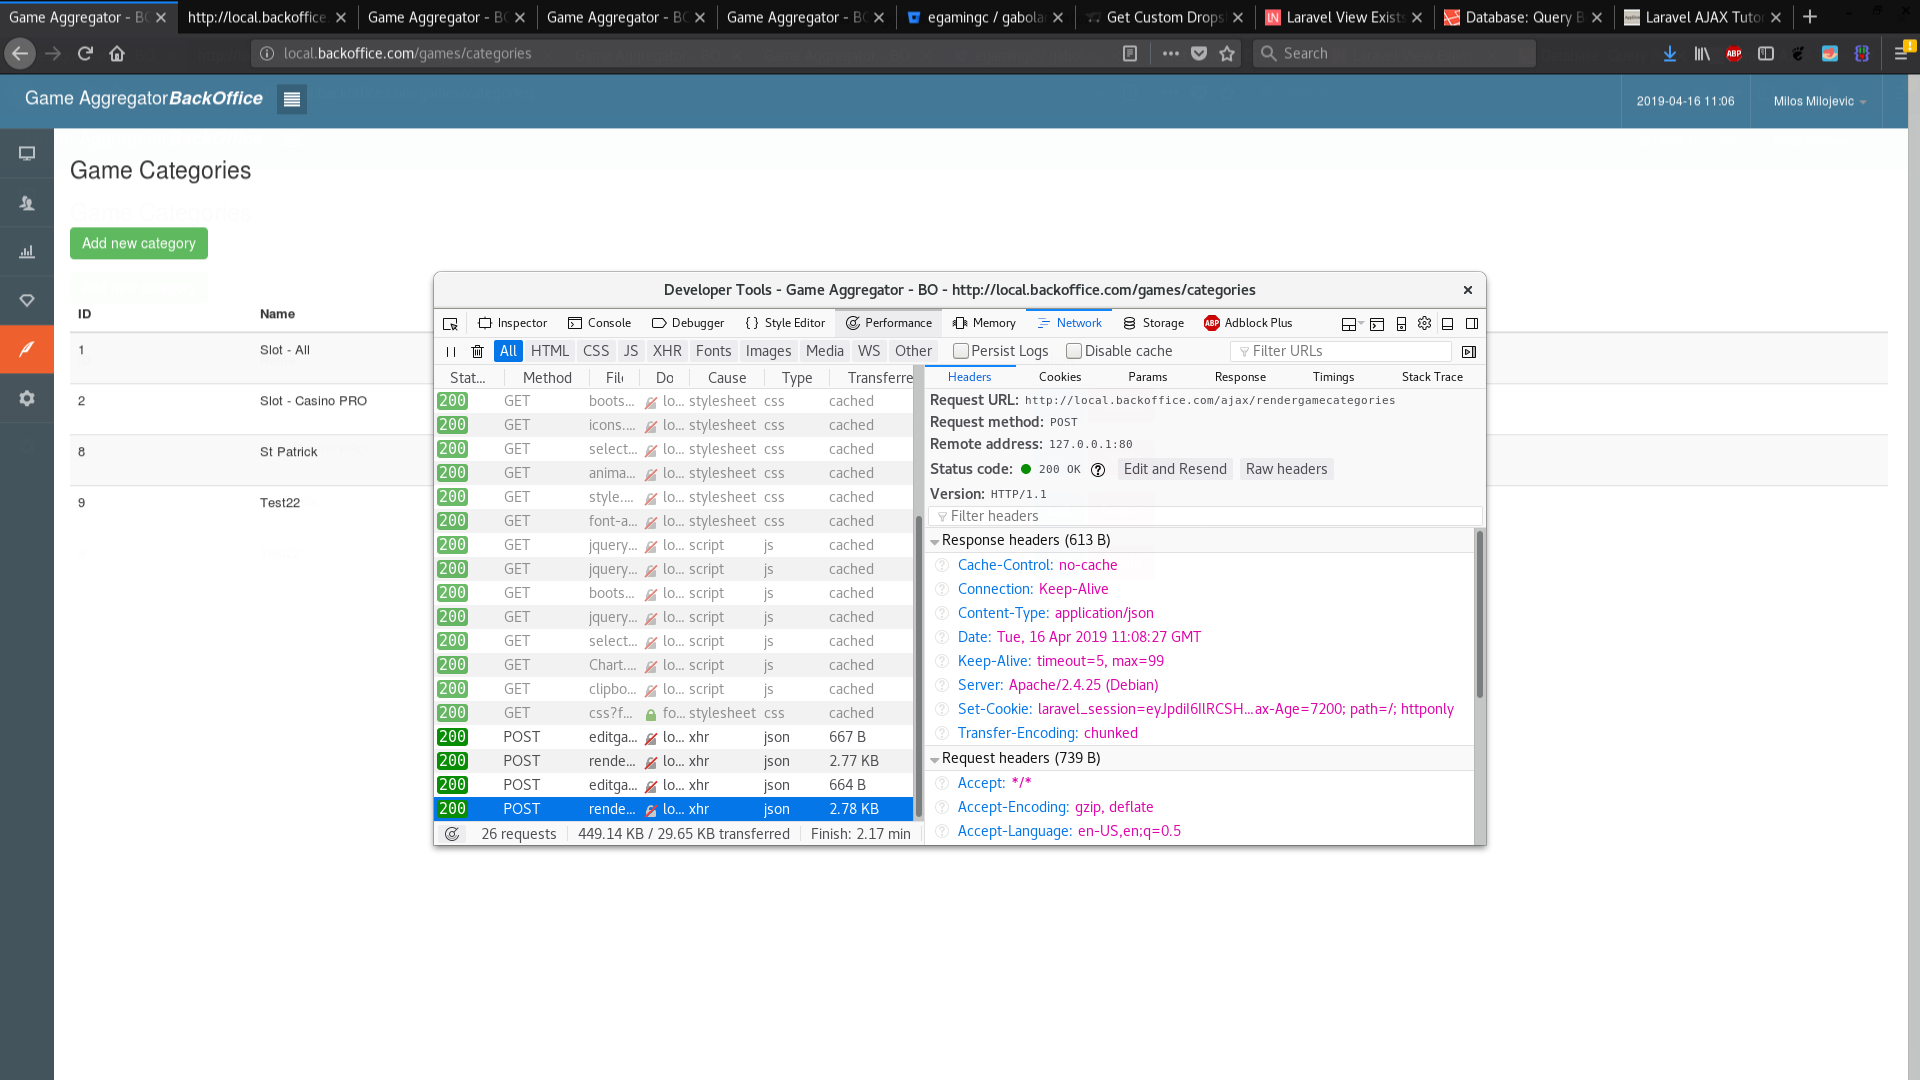 Game Aggregator - BO
http://local.backoffice.
Game Aggregator - BO
Game Aggregator - BO
Game Aggregator - BO
egamingc / gabola
Get Custom Drops
Laravel View Exists
Database: Query B
Laravel AJAX Tutor
local.backoffice.com/games/categories
Search
ABP
Game AggregatorBackOffice
2019-04-16 11:06
Milos Milojevic
Game Categories
Game Categories
Add new category
ID Name
1 Slot - All
2 Slot - Casino PRO
8 St Patrick
9 Test22
Developer Tools - Game Aggregator - BO - http://local.backoffice.com/games/categories
Inspector Console Debugger Style Editor Performance Memory Network Storage ABP Adblock Plus
All HTML CSS JS XHR Fonts Images Media WS Other Persist Logs Disable cache Filter URLs
Stat... Method File Do Cause Type Transferre
200 GET boots... lo... stylesheet css cached
200 GET icons.... lo... stylesheet css cached
200 GET select... lo... stylesheet css cached
200 GET anima... lo... stylesheet css cached
200 GET style.... lo... stylesheet css cached
200 GET font-a... lo... stylesheet css cached
200 GET jquery... lo... script js cached
200 GET jquery... lo... script js cached
200 GET boots... lo... script js cached
200 GET jquery... lo... script js cached
200 GET select... lo... script js cached
200 GET Chart.... lo... script js cached
200 GET clipbo... lo... script js cached
200 GET css?f... fo... stylesheet css cached
200 POST editga... lo... xhr json 667 B
200 POST rende... lo... xhr json 2.77 KB
200 POST editga... lo... xhr json 664 B
200 POST rende... lo... xhr json 2.78 KB
26 requests 449.14 KB / 29.65 KB transferred Finish: 2.17 min
Headers Cookies Params Response Timings Stack Trace
Request URL: http://local.backoffice.com/ajax/rendergamecategories
Request method: POST
Remote address: 127.0.0.1:80
Status code: 200 OK Edit and Resend Raw headers
Version: HTTP/1.1
Filter headers
Response headers (613 B)
Cache-Control: no-cache
Connection: Keep-Alive
Content-Type: application/json
Date: Tue, 16 Apr 2019 11:08:27 GMT
Keep-Alive: timeout=5, max=99
Server: Apache/2.4.25 (Debian)
Set-Cookie: laravel_session=eyJpdiI6IlRCSH...ax-Age=7200; path=/; httponly
Transfer-Encoding: chunked
Request headers (739 B)
Accept: */*
Accept-Encoding: gzip, deflate
Accept-Language: en-US,en;q=0.5